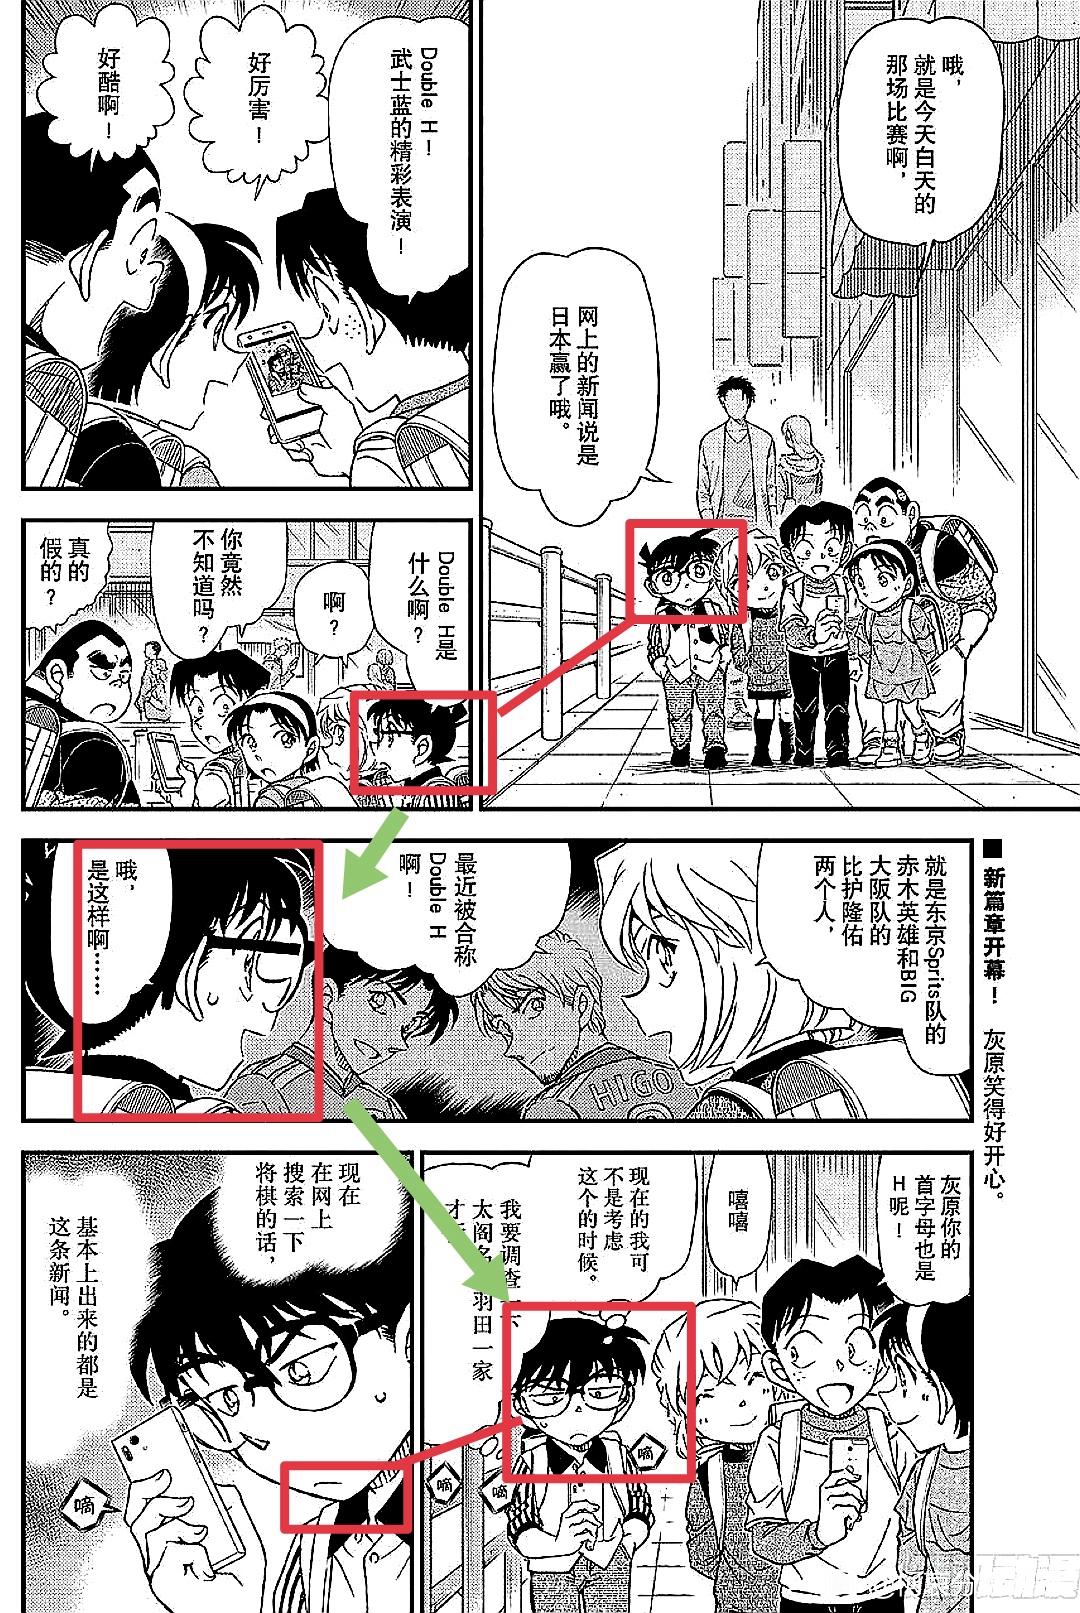 哦，
就是今天白天的
那场比赛啊，
网上的新闻说是
日本赢了哦。
Double H！
武士蓝的精彩表演！
好厉害！
好酷啊！
Double H是
什么啊？
啊？
你竟然
不知道吗？
真的
假的？
■新篇章开幕！ 灰原笑得好开心。
就是东京Sprits队的
赤木英雄和BIG
大阪队的
比护隆佑
两个人，
最近被合称
Double H
啊！
HIGO
哦，
是这样啊……
灰原你的
首字母也是
H呢！
嘻嘻
现在的我可
不是考虑
这个的时候。
我要调查
太阁名 羽田一家
才
嘀
嘀
嘀
现在
在网上
搜索一下
将棋的话，
基本上出来的都是
这条新闻。
嘀